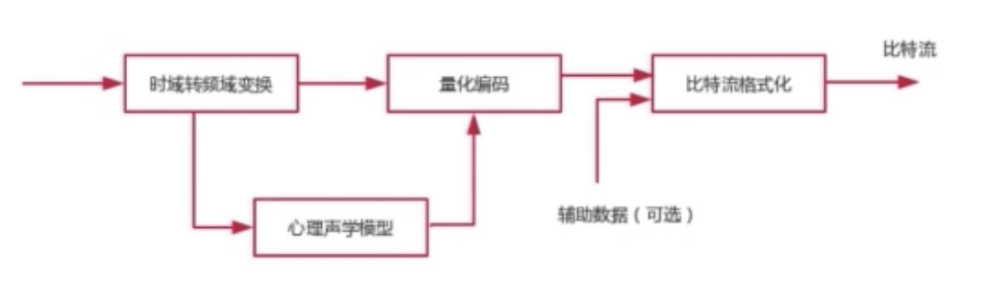 比特流
时域转频域变换
量化编码
比特流格式化
心理声学模型
辅助数据（可选）